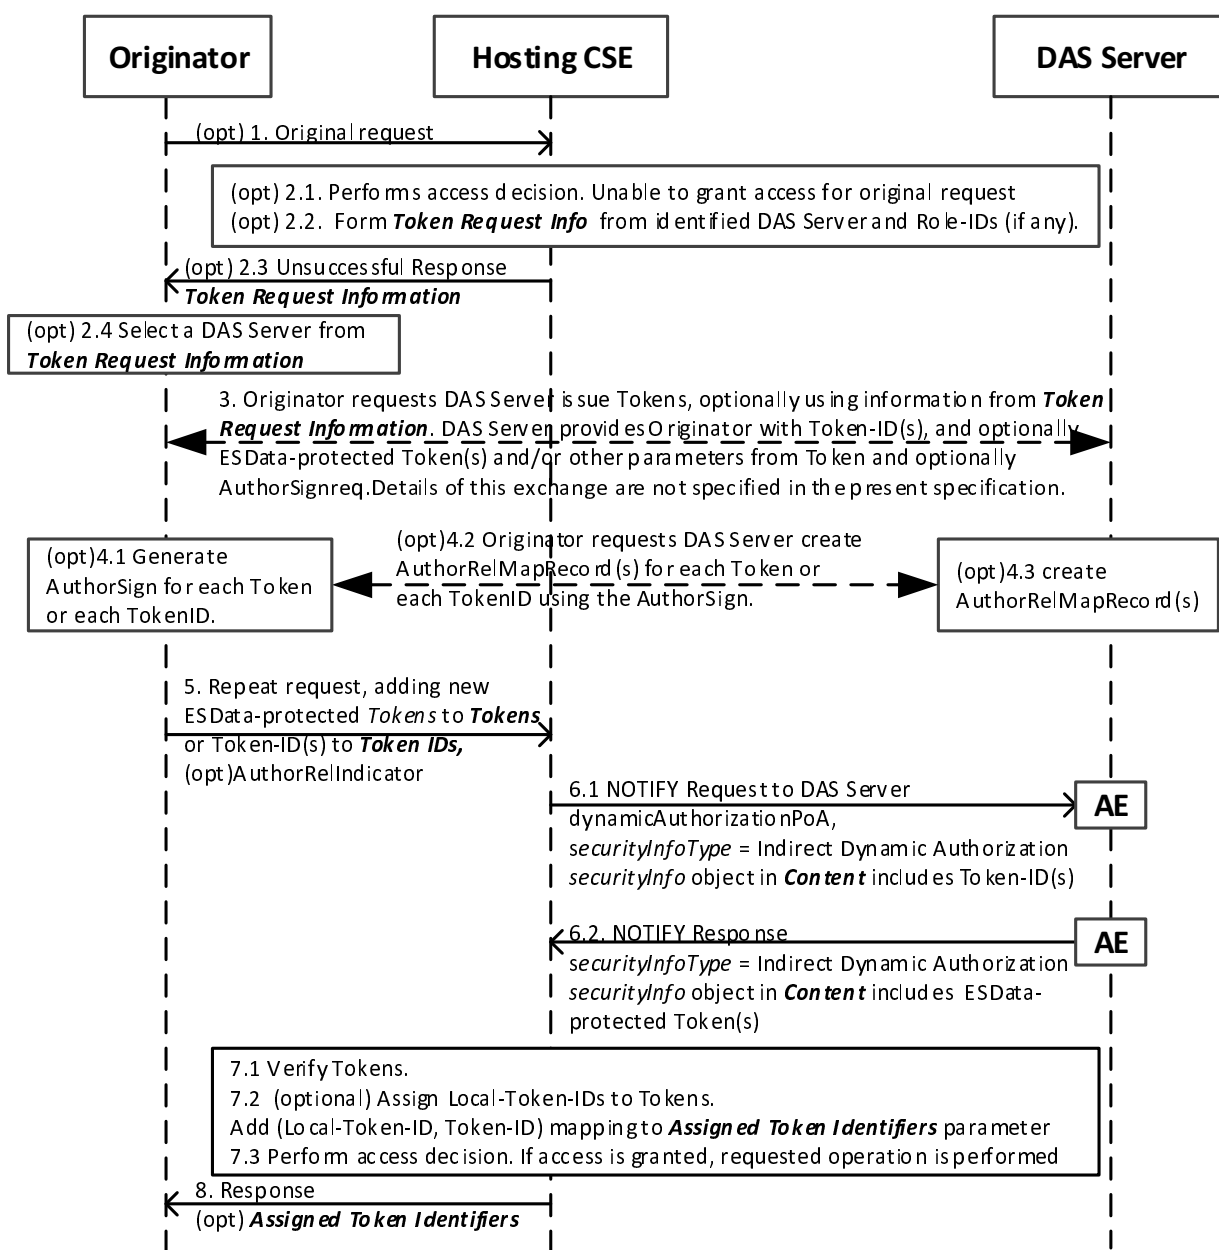 Originator
Hosting CSE
DAS Server
(opt) 1. Original request
(opt) 2.1. Performs access decision. Unable to grant access for original request
(opt) 2.2. Form Token Request Info from identified DAS Server and Role-IDs (if any).
(opt) 2.3 Unsuccessful Response
Token Request Information
(opt) 2.4 Select a DAS Server from
Token Request Information
3. Originator requests DAS Server issue Tokens, optionally using information from Token
Request Information. DAS Server provides Originator with Token-ID(s), and optionally
ESData-protected Token(s) and/or other parameters from Token and optionally
AuthorSignreq.Details of this exchange are not specified in the present specification.
(opt)4.1 Generate
AuthorSign for each Token
or each TokenID.
(opt)4.2 Originator requests DAS Server create
AuthorRelMapRecord(s) for each Token or
each TokenID using the AuthorSign.
(opt)4.3 create
AuthorRelMapRecord(s)
5. Repeat request, adding new
ESData-protected Tokens to Tokens
or Token-ID(s) to Token IDs,
(opt)AuthorRelIndicator
6.1 NOTIFY Request to DAS Server
dynamicAuthorizationPoA,
securityInfoType = Indirect Dynamic Authorization
securityInfo object in Content includes Token-ID(s)
AE
6.2. NOTIFY Response
securityInfoType = Indirect Dynamic Authorization
securityInfo object in Content includes ESData-
protected Token(s)
AE
7.1 Verify Tokens.
7.2 (optional) Assign Local-Token-IDs to Tokens.
Add (Local-Token-ID, Token-ID) mapping to Assigned Token Identifiers parameter
7.3 Perform access decision. If access is granted, requested operation is performed
8. Response
(opt) Assigned Token Identifiers